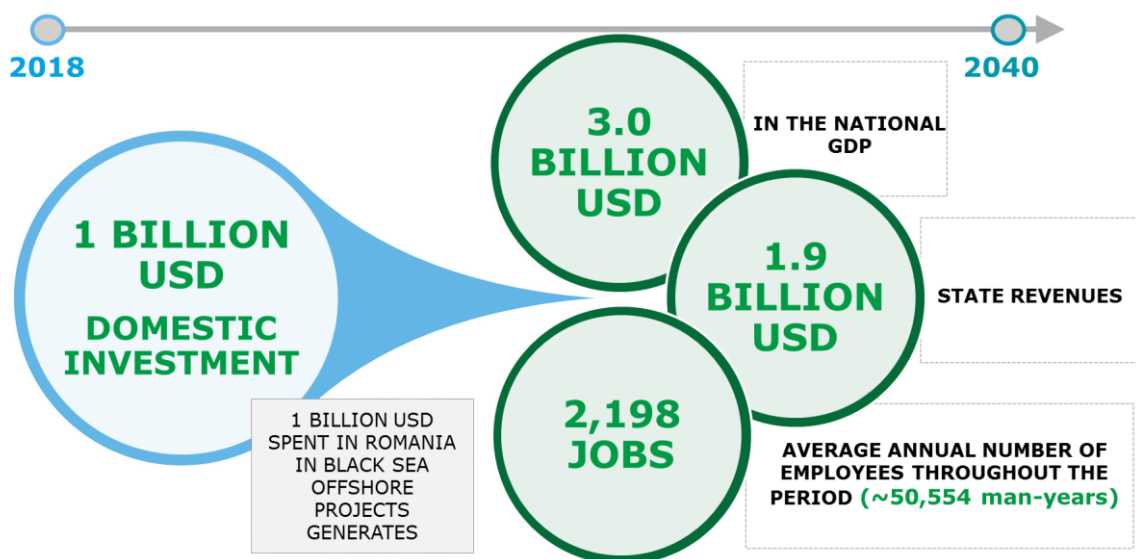 2018
2040
1 BILLION
USD
DOMESTIC
INVESTMENT
1 BILLION USD
SPENT IN ROMANIA
IN BLACK SEA
OFFSHORE
PROJECTS
GENERATES
3.0
BILLION
USD
IN THE NATIONAL
GDP
1.9
BILLION
USD
STATE REVENUES
2,198
JOBS
AVERAGE ANNUAL NUMBER OF
EMPLOYEES THROUGHOUT THE
PERIOD (~50,554 man-years)